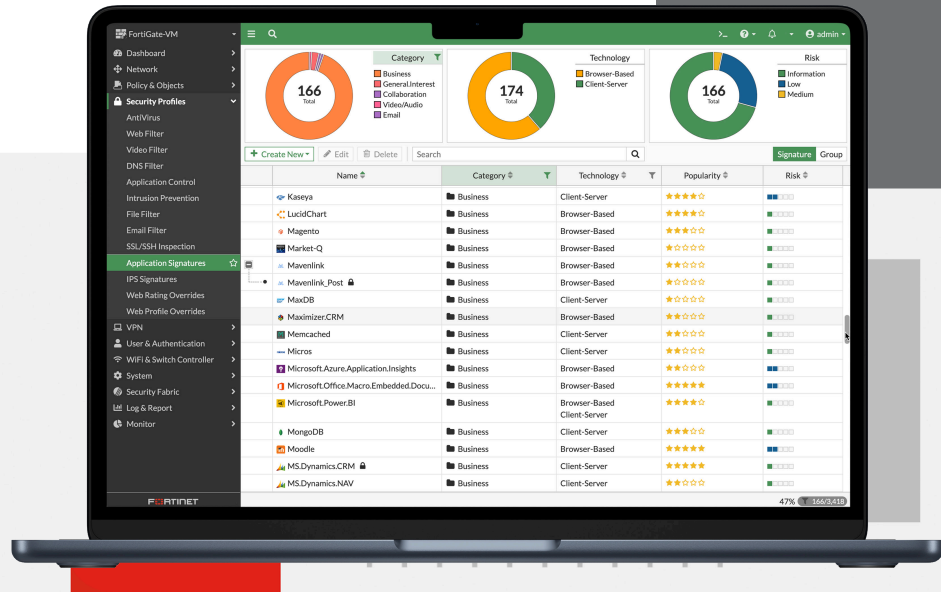 FortiGate-VM
admin
Dashboard
Network
Policy & Objects
Security Profiles
AntiVirus
Web Filter
Video Filter
DNS Filter
Application Control
Intrusion Prevention
File Filter
Email Filter
SSL/SSH Inspection
Application Signatures
IPS Signatures
Web Rating Overrides
Web Profile Overrides
VPN
User & Authentication
WiFi & Switch Controller
System
Security Fabric
Log & Report
Monitor
FORTINET
Category
166
Total
Business
General.Interest
Collaboration
Video/Audio
Email
Technology
174
Total
Browser-Based
Client-Server
Risk
166
Total
Information
Low
Medium
+ Create New Edit Delete Search Signature Group
Name Category Technology Popularity Risk
Kaseya Business Client-Server
LucidChart Business Browser-Based
Magento Business Browser-Based
Market-Q Business Browser-Based
Mavenlink Business Browser-Based
Mavenlink_Post Business Browser-Based
MaxDB Business Client-Server
Maximizer.CRM Business Browser-Based
Memcached Business Client-Server
Micros Business Client-Server
Microsoft.Azure.Application.Insights Business Browser-Based
Microsoft.Office.Macro.Embedded.Docu... Business Browser-Based
Microsoft.Power.BI Business Browser-Based
Client-Server
MongoDB Business Client-Server
Moodle Business Browser-Based
MS.Dynamics.CRM Business Client-Server
MS.Dynamics.NAV Business Client-Server
47% 166/3,418